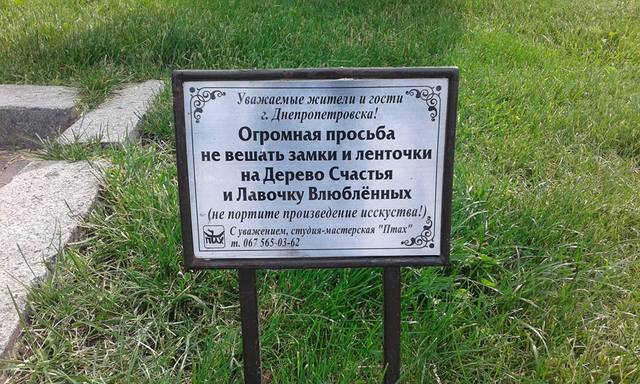 Уважаемые жители и гости
г. Днепропетровска!
Огромная просьба
не вешать замки и ленточки
на Дерево Счастья
и Лавочку Влюблённых
(не портите произведение исскуства!)
С уважением, студия-мастерская "Птах"
т. 067 565-03-62
ПТАХ